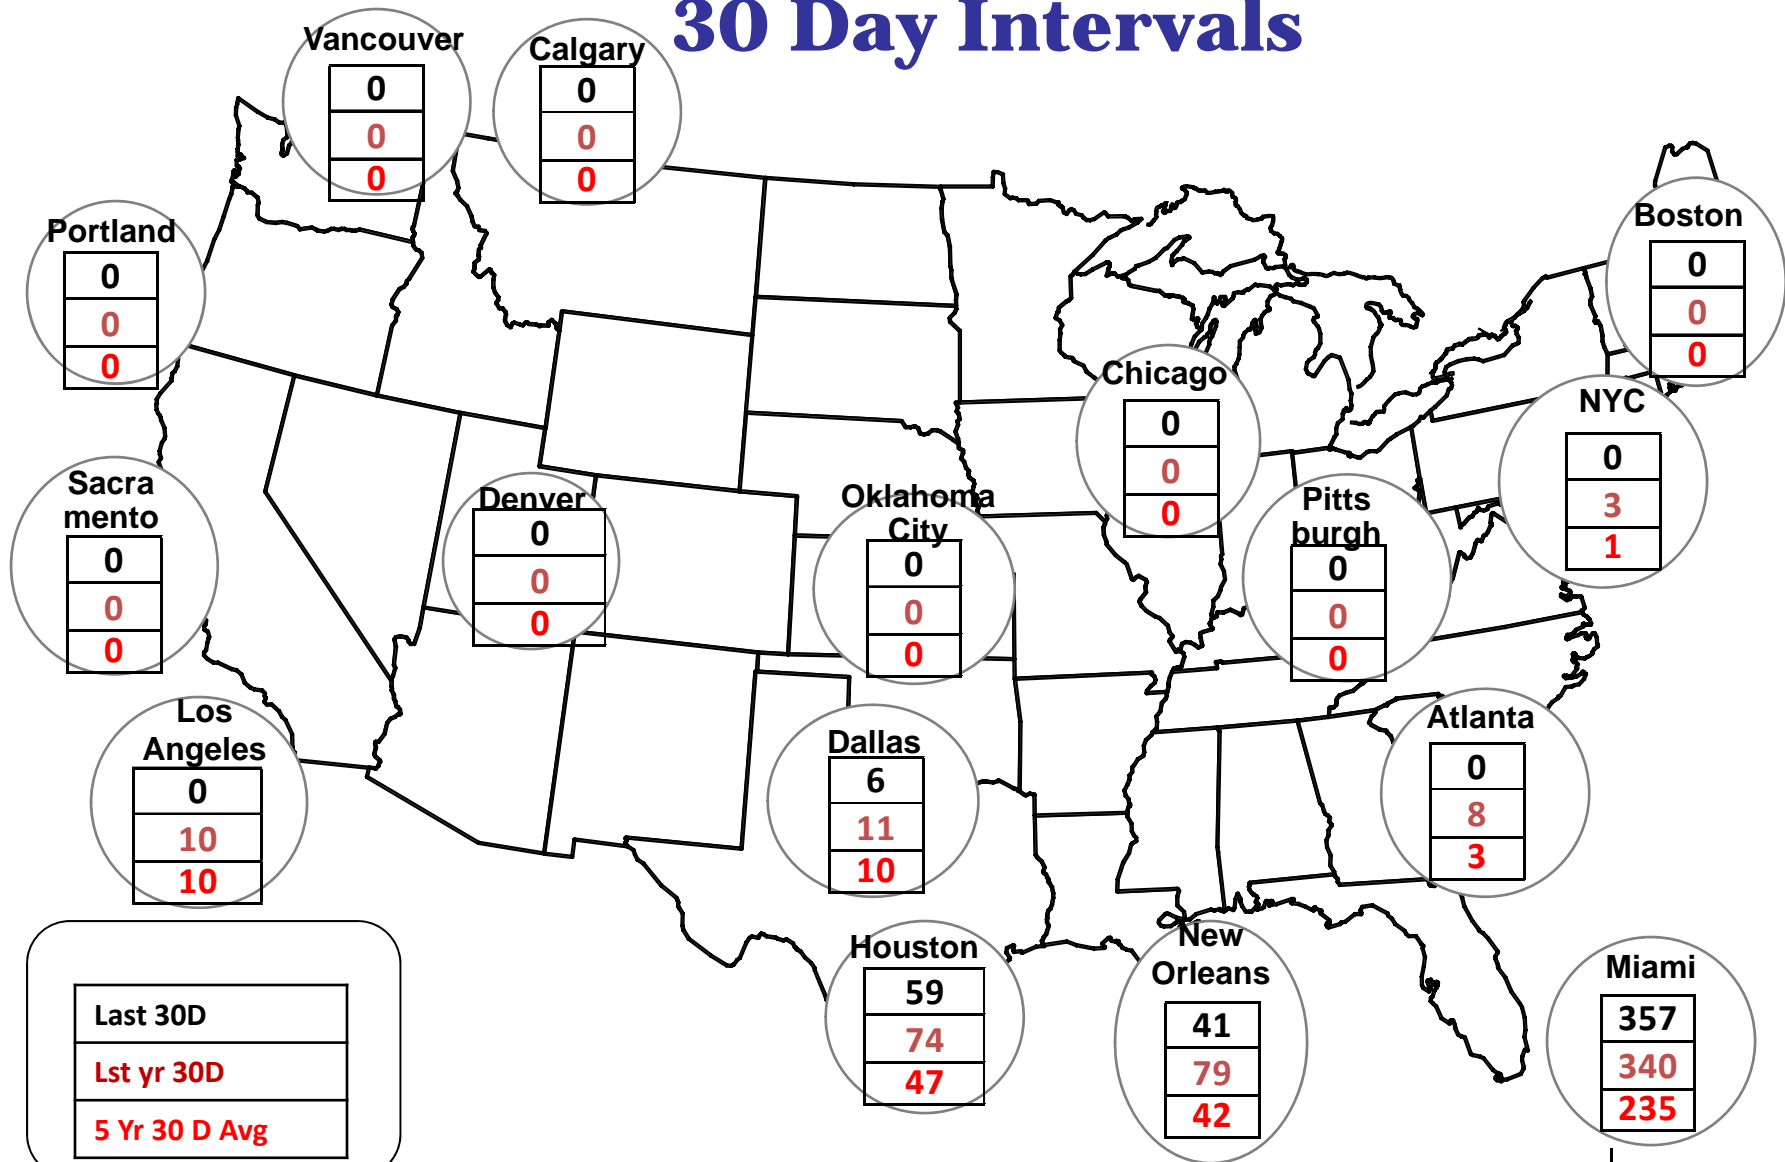 30 Day Intervals
Vancouver
0
0
0
Calgary
0
0
0
Portland
0
0
0
Boston
0
0
0
Chicago
0
0
0
NYC
0
3
1
Sacra
mento
0
0
0
Denver
0
0
0
Oklahoma
City
0
0
0
Pitts
burgh
0
0
0
Los
Angeles
0
10
10
Dallas
6
11
10
Atlanta
0
8
3
Houston
59
74
47
New
Orleans
41
79
42
Miami
357
340
235
Last 30D
Lst yr 30D
5 Yr 30 D Avg